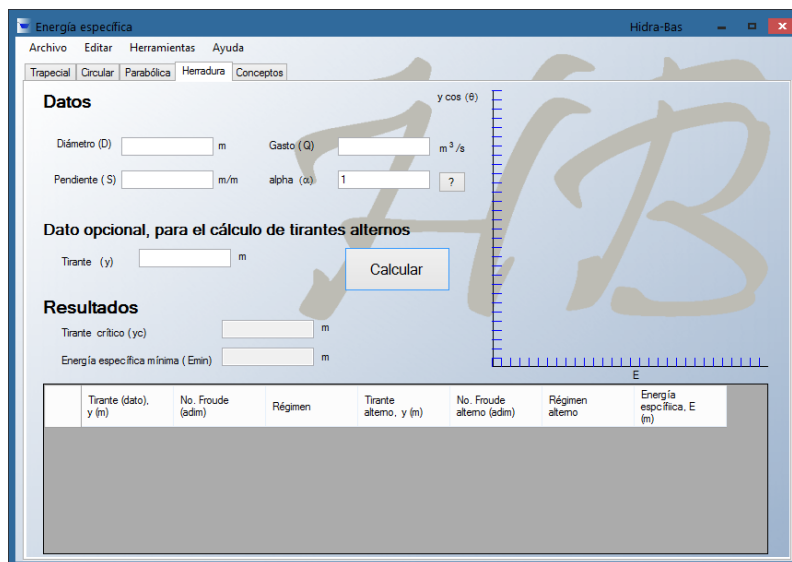 Energía específica
Hidra-Bas
Archivo Editar Herramientas Ayuda
Trapecial Circular Parabólica Herradura Conceptos
Datos
Diámetro (D) m Gasto (Q) m³/s
Pendiente ( S) m/m alpha (α) 1 ?
Dato opcional, para el cálculo de tirantes alternos
Tirante (y) m
Calcular
Resultados
Tirante crítico (yc) m
Energía específica mínima ( Emin) m
y cos (θ)
E
HB
Tirante (dato), y (m)
No. Froude (adim)
Régimen
Tirante alterno, y (m)
No. Froude alterno (adim)
Régimen alterno
Energía espcfíica, E (m)